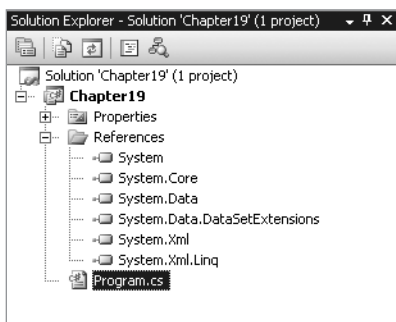 Solution Explorer - Solution 'Chapter19' (1 project)
Solution 'Chapter19' (1 project)
Chapter19
Properties
References
System
System.Core
System.Data
System.Data.DataSetExtensions
System.Xml
System.Xml.Linq
Program.cs